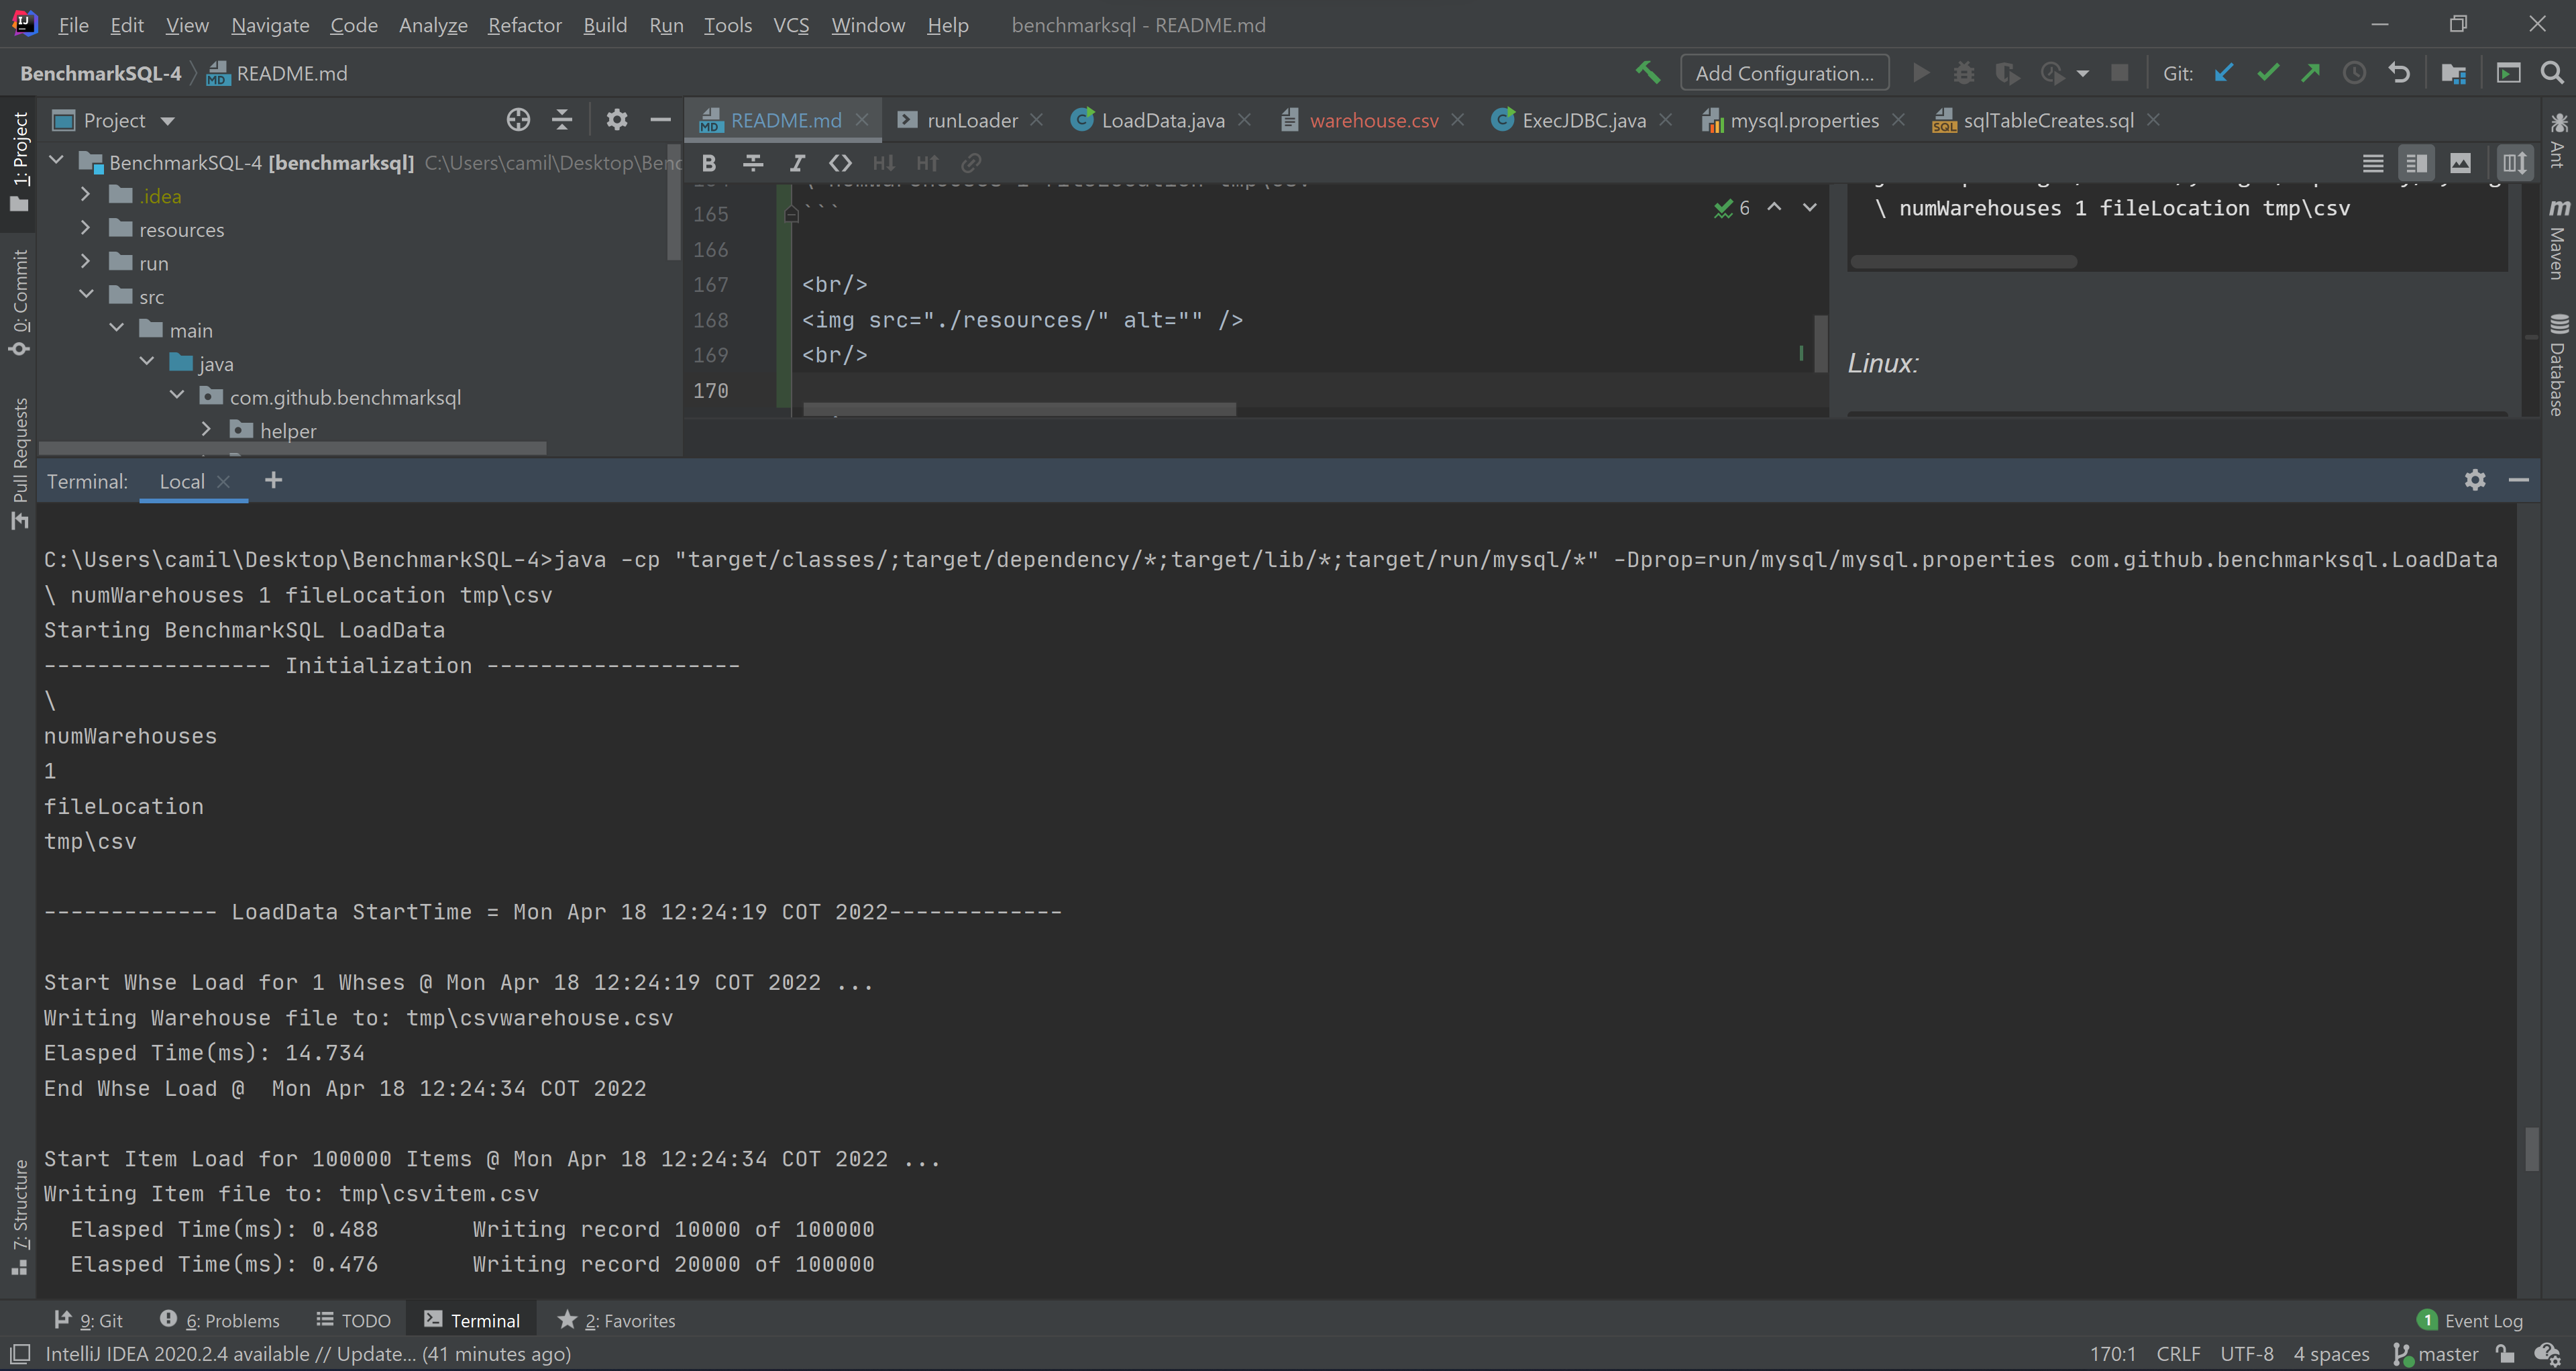 File Edit View Navigate Code Analyze Refactor Build Run Tools VCS Window Help benchmarksql - README.md
BenchmarkSQL-4 README.md Add Configuration... Git:
Project README.md runLoader LoadData.java warehouse.csv ExecJDBC.java mysql.properties sqlTableCreates.sql
1: Project
0: Commit
Pull Requests
7: Structure
BenchmarkSQL-4 [benchmarksql] C:\Users\camil\Desktop\Benc
.idea
resources
run
src
main
java
com.github.benchmarksql
helper
165 ```
166
167 <br/>
168 <img src="./resources/" alt="" />
169 <br/>
170
6
\ numWarehouses 1 fileLocation tmp\csv
Linux:
Ant
Maven
Database
Terminal: Local
C:\Users\camil\Desktop\BenchmarkSQL-4>java -cp "target/classes/;target/dependency/*;target/lib/*;target/run/mysql/*" -Dprop=run/mysql/mysql.properties com.github.benchmarksql.LoadData
\ numWarehouses 1 fileLocation tmp\csv
Starting BenchmarkSQL LoadData
----------------- Initialization -------------------
\
numWarehouses
1
fileLocation
tmp\csv
------------- LoadData StartTime = Mon Apr 18 12:24:19 COT 2022-------------
Start Whse Load for 1 Whses @ Mon Apr 18 12:24:19 COT 2022 ...
Writing Warehouse file to: tmp\csvwarehouse.csv
Elasped Time(ms): 14.734
End Whse Load @  Mon Apr 18 12:24:34 COT 2022
Start Item Load for 100000 Items @ Mon Apr 18 12:24:34 COT 2022 ...
Writing Item file to: tmp\csvitem.csv
Elasped Time(ms): 0.488 Writing record 10000 of 100000
Elasped Time(ms): 0.476 Writing record 20000 of 100000
9: Git 6: Problems TODO Terminal 2: Favorites 1 Event Log
IntelliJ IDEA 2020.2.4 available // Update... (41 minutes ago) 170:1 CRLF UTF-8 4 spaces master